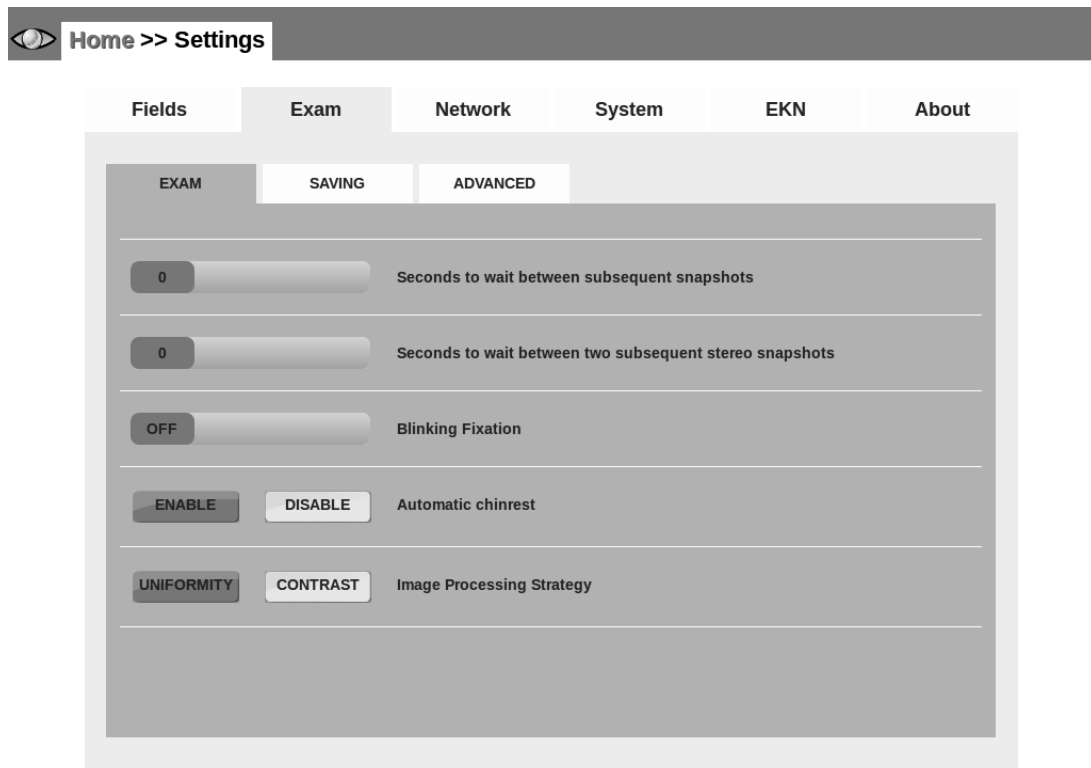 Home >> Settings
Fields Exam Network System EKN About
EXAM SAVING ADVANCED
0 Seconds to wait between subsequent snapshots
0 Seconds to wait between two subsequent stereo snapshots
OFF Blinking Fixation
ENABLE DISABLE Automatic chinrest
UNIFORMITY CONTRAST Image Processing Strategy